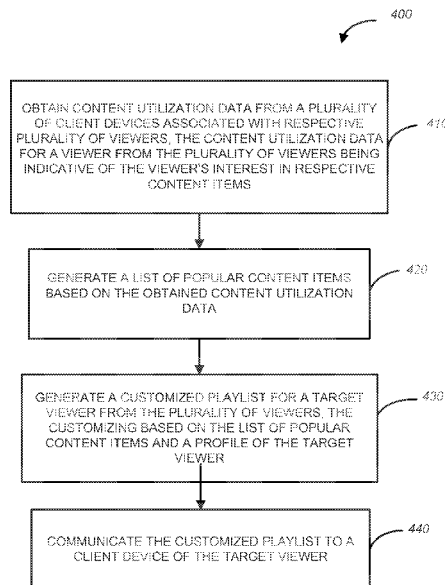 400
OBTAIN CONTENT UTILIZATION DATA FROM A PLURALITY
OF CLIENT DEVICES ASSOCIATED WITH RESPECTIVE
PLURALITY OF VIEWERS, THE CONTENT UTILIZATION DATA
FOR A VIEWER FROM THE PLURALITY OF VIEWERS BEING
INDICATIVE OF THE VIEWER'S INTEREST IN RESPECTIVE
CONTENT ITEMS
410
GENERATE A LIST OF POPULAR CONTENT ITEMS
BASED ON THE OBTAINED CONTENT UTILIZATION
DATA
420
GENERATE A CUSTOMIZED PLAYLIST FOR A TARGET
VIEWER FROM THE PLURALITY OF VIEWERS, THE
CUSTOMIZING BASED ON THE LIST OF POPULAR
CONTENT ITEMS AND A PROFILE OF THE TARGET
VIEWER
430
COMMUNICATE THE CUSTOMIZED PLAYLIST TO A
CLIENT DEVICE OF THE TARGET VIEWER
440